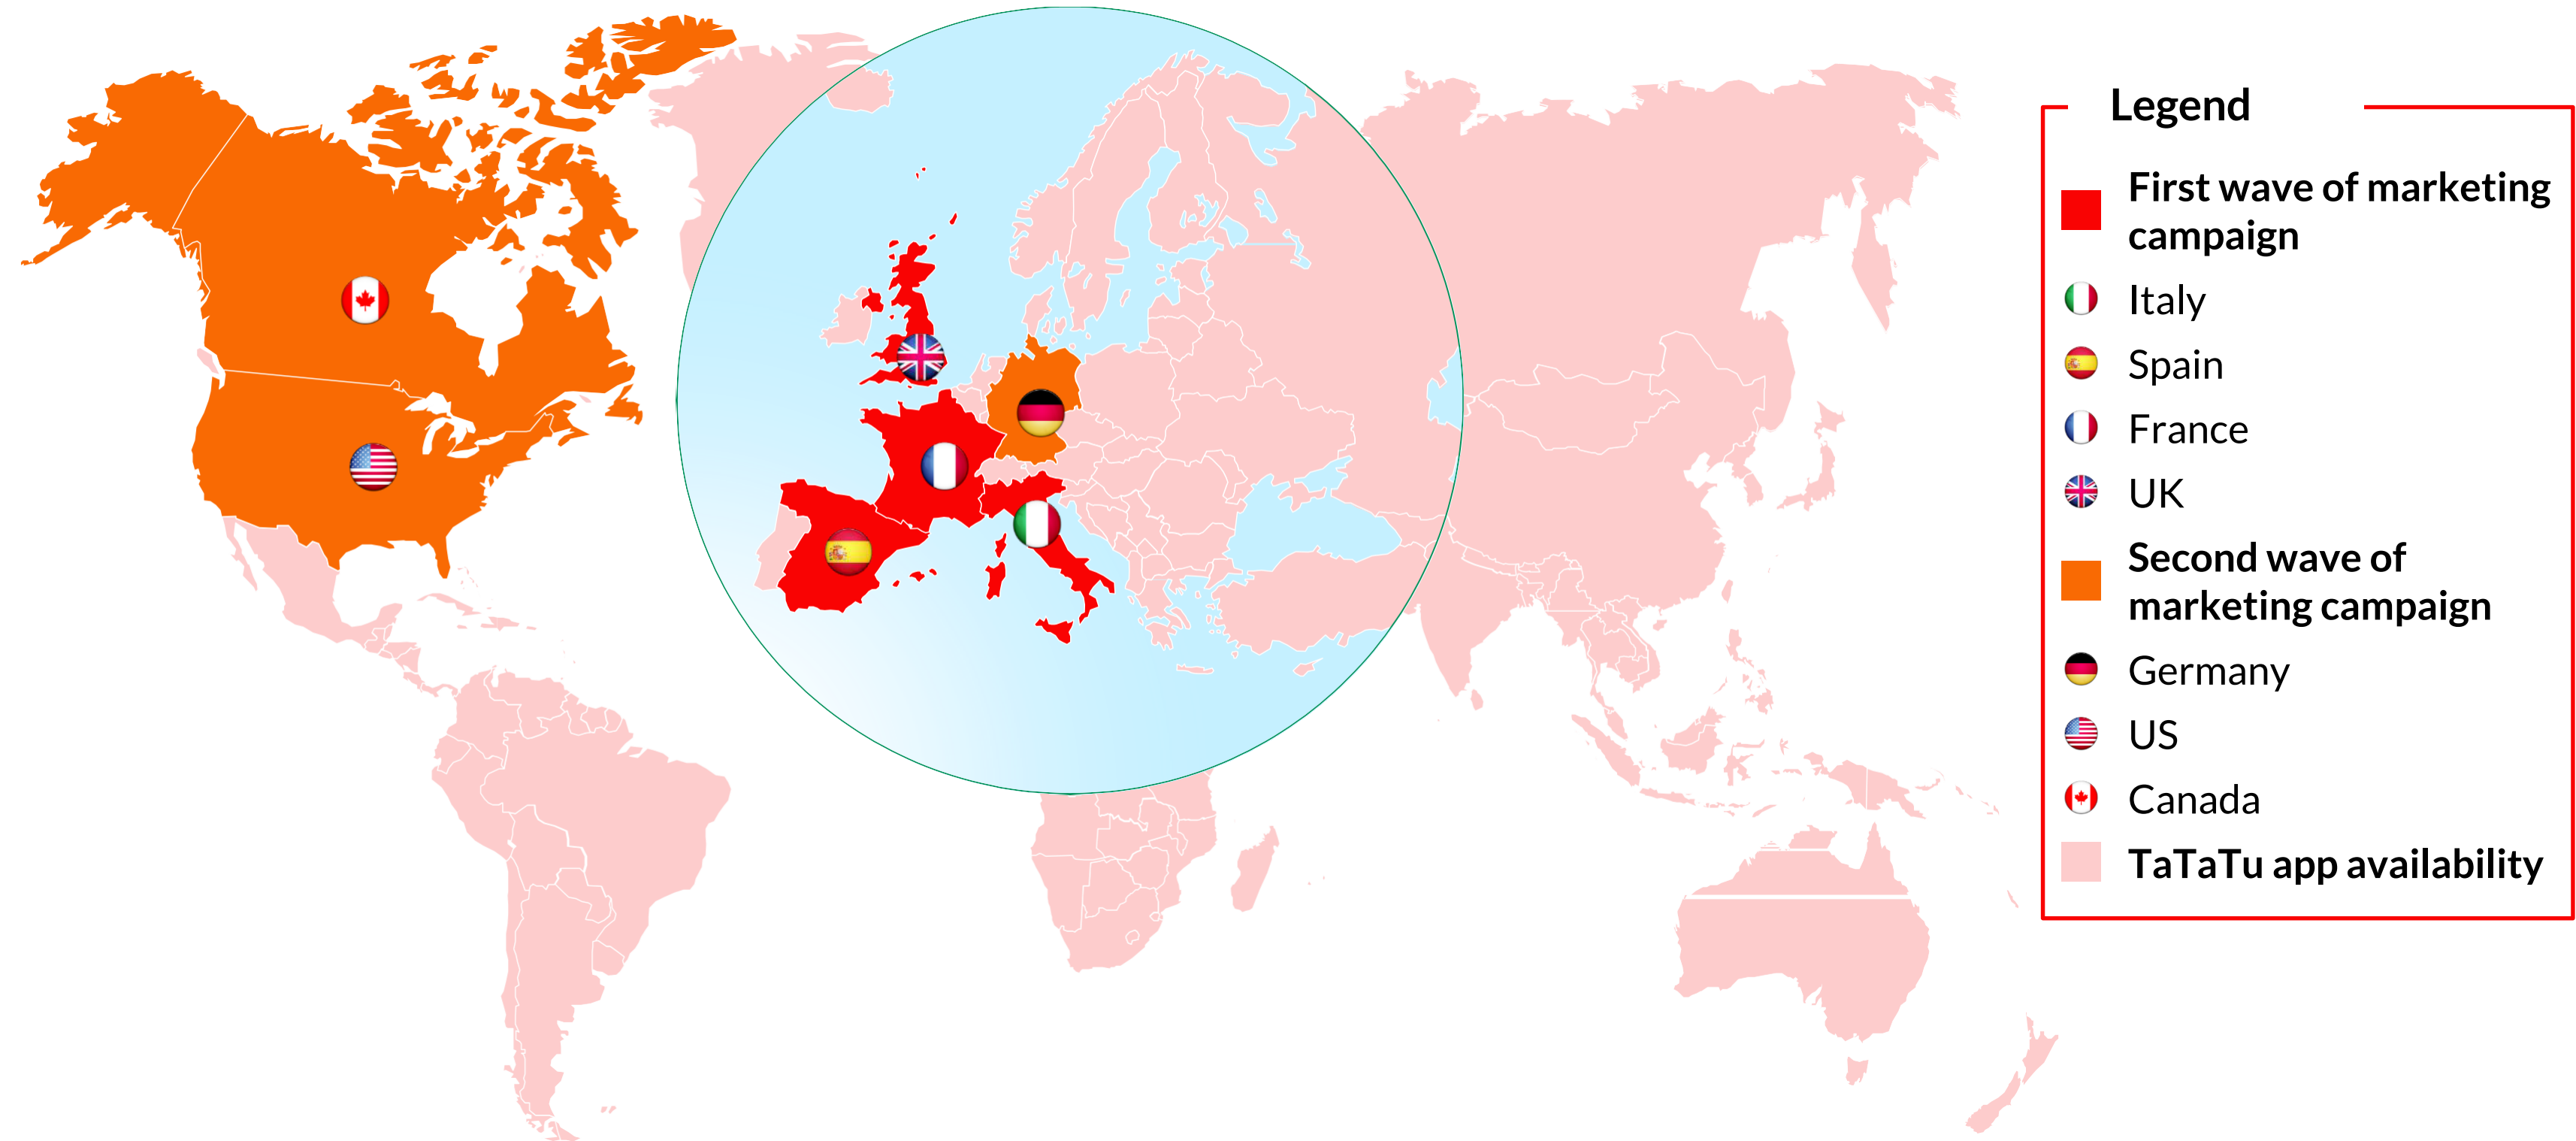 Legend
First wave of marketing
campaign
Italy
Spain
France
UK
Second wave of
marketing campaign
Germany
US
Canada
TaTaTu app availability